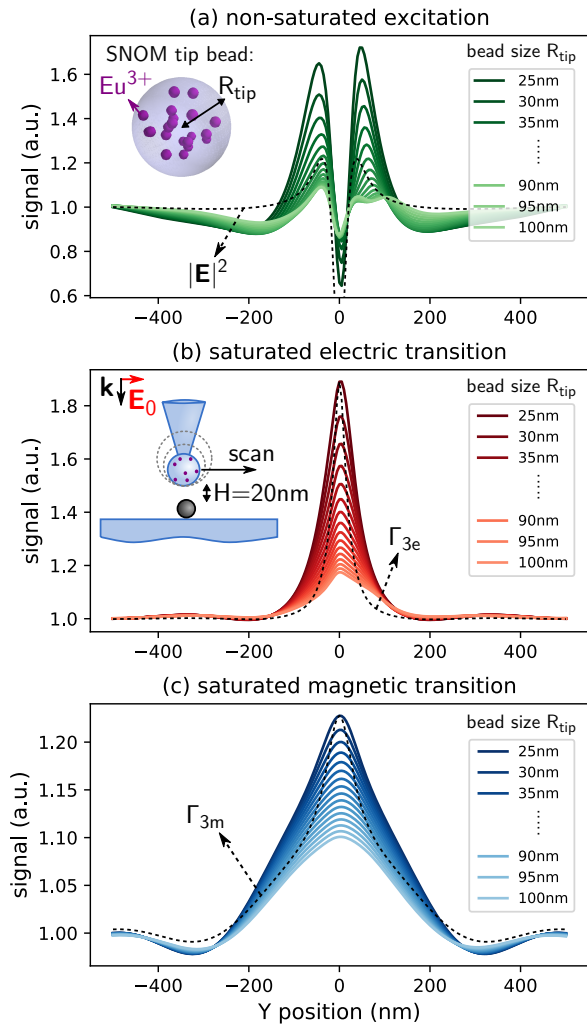 (a) non-saturated excitation
SNOM tip bead:
Eu³⁺
R_tip
|E|²
bead size R_tip
25nm
30nm
35nm
......
90nm
95nm
100nm
signal (a.u.)
1.6
1.4
1.2
1.0
0.8
0.6
−400
−200
0
200
400
(b) saturated electric transition
k
E₀
scan
H=20nm
Γ₃ₑ
bead size R_tip
25nm
30nm
35nm
......
90nm
95nm
100nm
signal (a.u.)
1.8
1.6
1.4
1.2
1.0
−400
−200
0
200
400
(c) saturated magnetic transition
Γ₃ₘ
bead size R_tip
25nm
30nm
35nm
......
90nm
95nm
100nm
signal (a.u.)
1.20
1.15
1.10
1.05
1.00
−400
−200
0
200
400
Y position (nm)